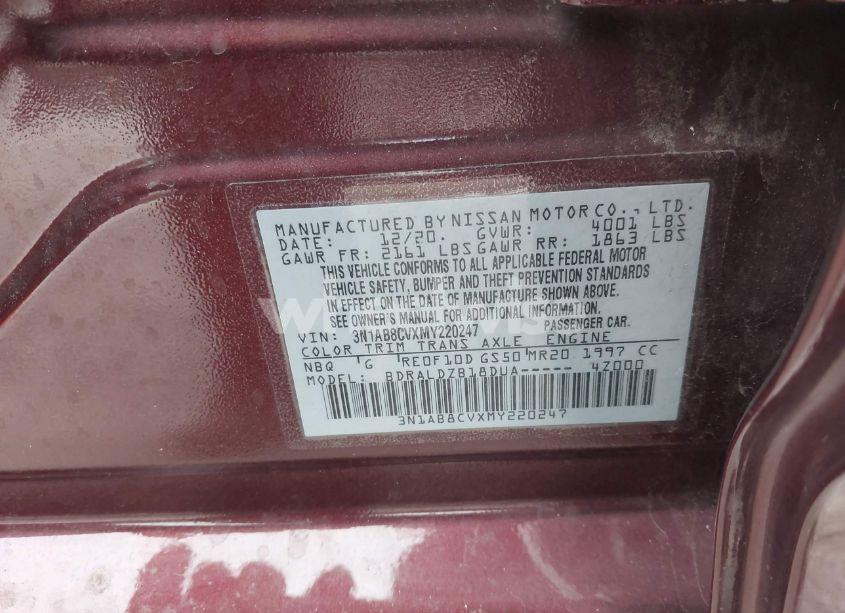 MANUFACTURED BY NISSAN MOTOR CO., LTD.
DATE: 12/20. GVWR: 4001 LBS
GAWR FR: 2161 LBS GAWR RR: 1863 LBS
THIS VEHICLE CONFORMS TO ALL APPLICABLE FEDERAL MOTOR
VEHICLE SAFETY, BUMPER AND THEFT PREVENTION STANDARDS
IN EFFECT ON THE DATE OF MANUFACTURE SHOWN ABOVE.
SEE OWNER'S MANUAL FOR ADDITIONAL INFORMATION.
VIN: 3N1AB8CVXMY220247 PASSENGER CAR.
COLOR TRIM TRANS AXLE ENGINE
NBQ G RE0F10D GS50 MR20 1997 CC
MODEL: BDRALDZB18DUA----- 4Z000
3N1AB8CVXMY220247